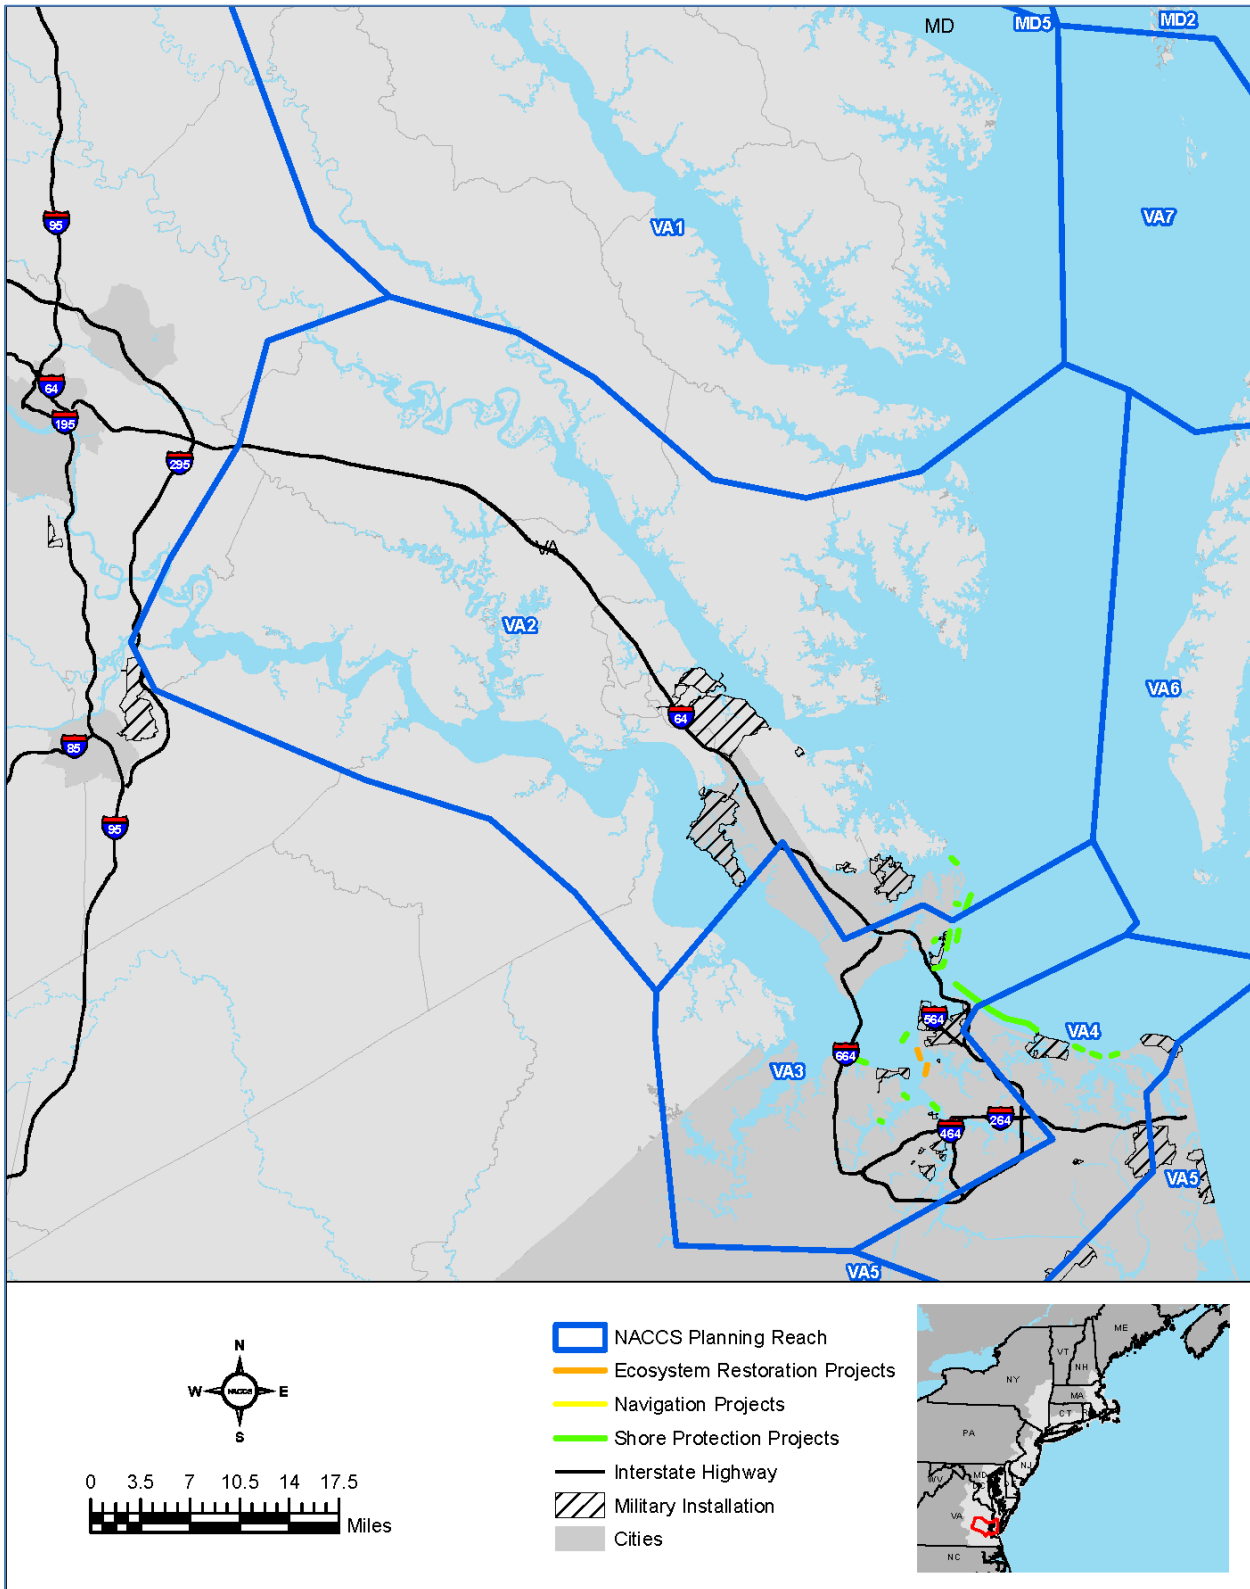 MD
MD5
MD2
95
VA1
VA7
64
195
295
VA
VA2
VA6
64
85
95
564
VA4
664
VA3
264
464
VA5
VA5
N
W
NACCS
E
S
0 3.5 7 10.5 14 17.5
Miles
NACCS Planning Reach
Ecosystem Restoration Projects
Navigation Projects
Shore Protection Projects
Interstate Highway
Military Installation
Cities
ME
VT
NH
NY
MA
CT
PA
NJ
WV
MD
VA
NC